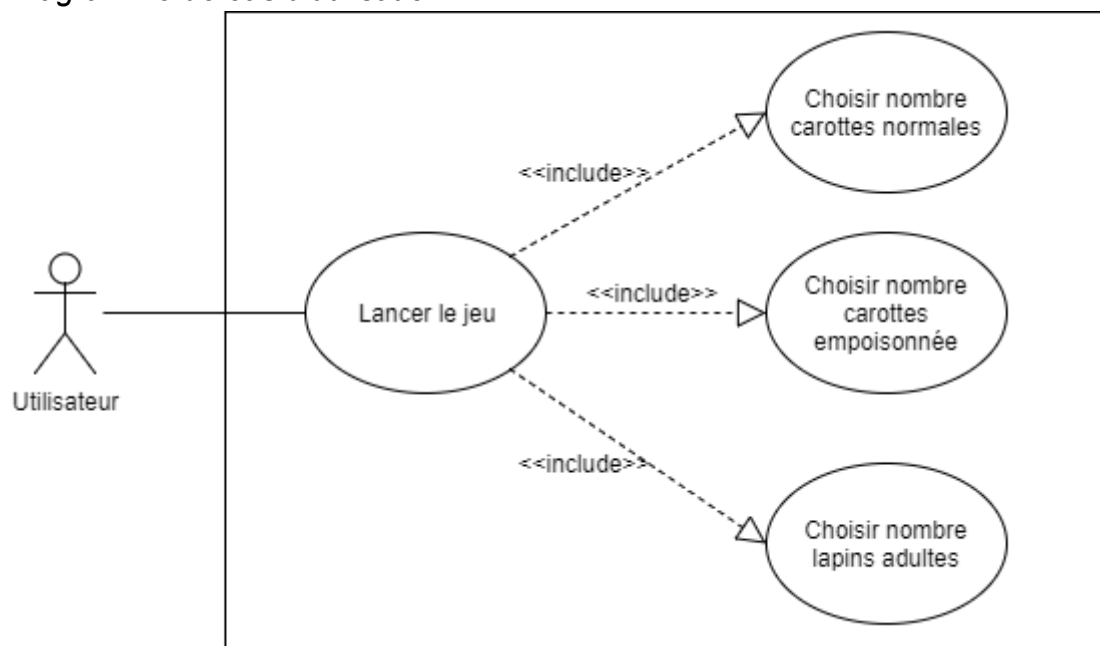 Choisir nombre
carottes normales
<<include>>
Lancer le jeu
<<include>>
Choisir nombre
carottes
empoisonnée
Utilisateur
<<include>>
Choisir nombre
lapins adultes